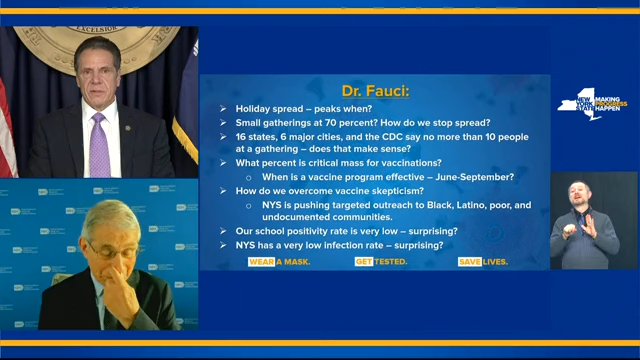 Dr. Fauci:
Holiday spread – peaks when?
Small gatherings at 70 percent? How do we stop spread?
16 states, 6 major cities, and the CDC say no more than 10 people
at a gathering – does that make sense?
What percent is critical mass for vaccinations?
When is a vaccine program effective – June-September?
How do we overcome vaccine skepticism?
NYS is pushing targeted outreach to Black, Latino, poor, and
undocumented communities.
Our school positivity rate is very low – surprising?
NYS has a very low infection rate – surprising?
WEAR A MASK. GET TESTED. SAVE LIVES.
NEW YORK STATE
MAKING
PROGRESS
HAPPEN